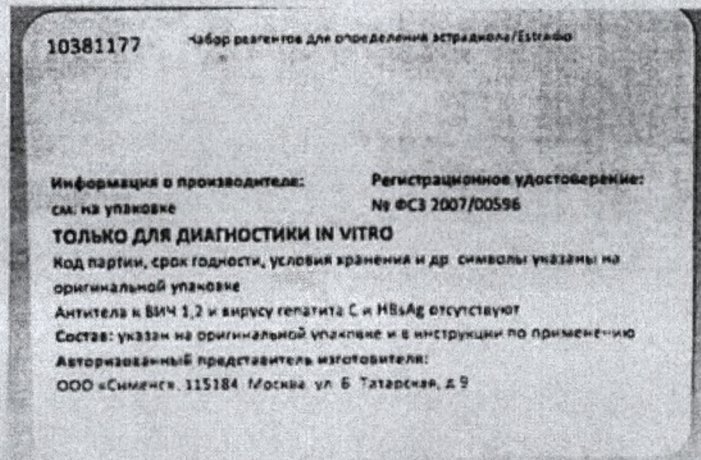 10381177 Набор реагентов для определения эстрадиола/Estradio
Информация о производителе: Регистрационное удостоверение:
см. на упаковке № ФСЗ 2007/00596
ТОЛЬКО ДЛЯ ДИАГНОСТИКИ IN VITRO
Код партии, срок годности, условия хранения и др. символы указаны на
оригинальной упаковке
Антитела к ВИЧ 1,2 и вирусу гепатита С и HBsAg отсутствуют
Состав: указан на оригинальной упаковке и в инструкции по применению
Авторизованный представитель изготовителя:
ООО «Сименс», 115184 Москва ул Б Татарская, д 9